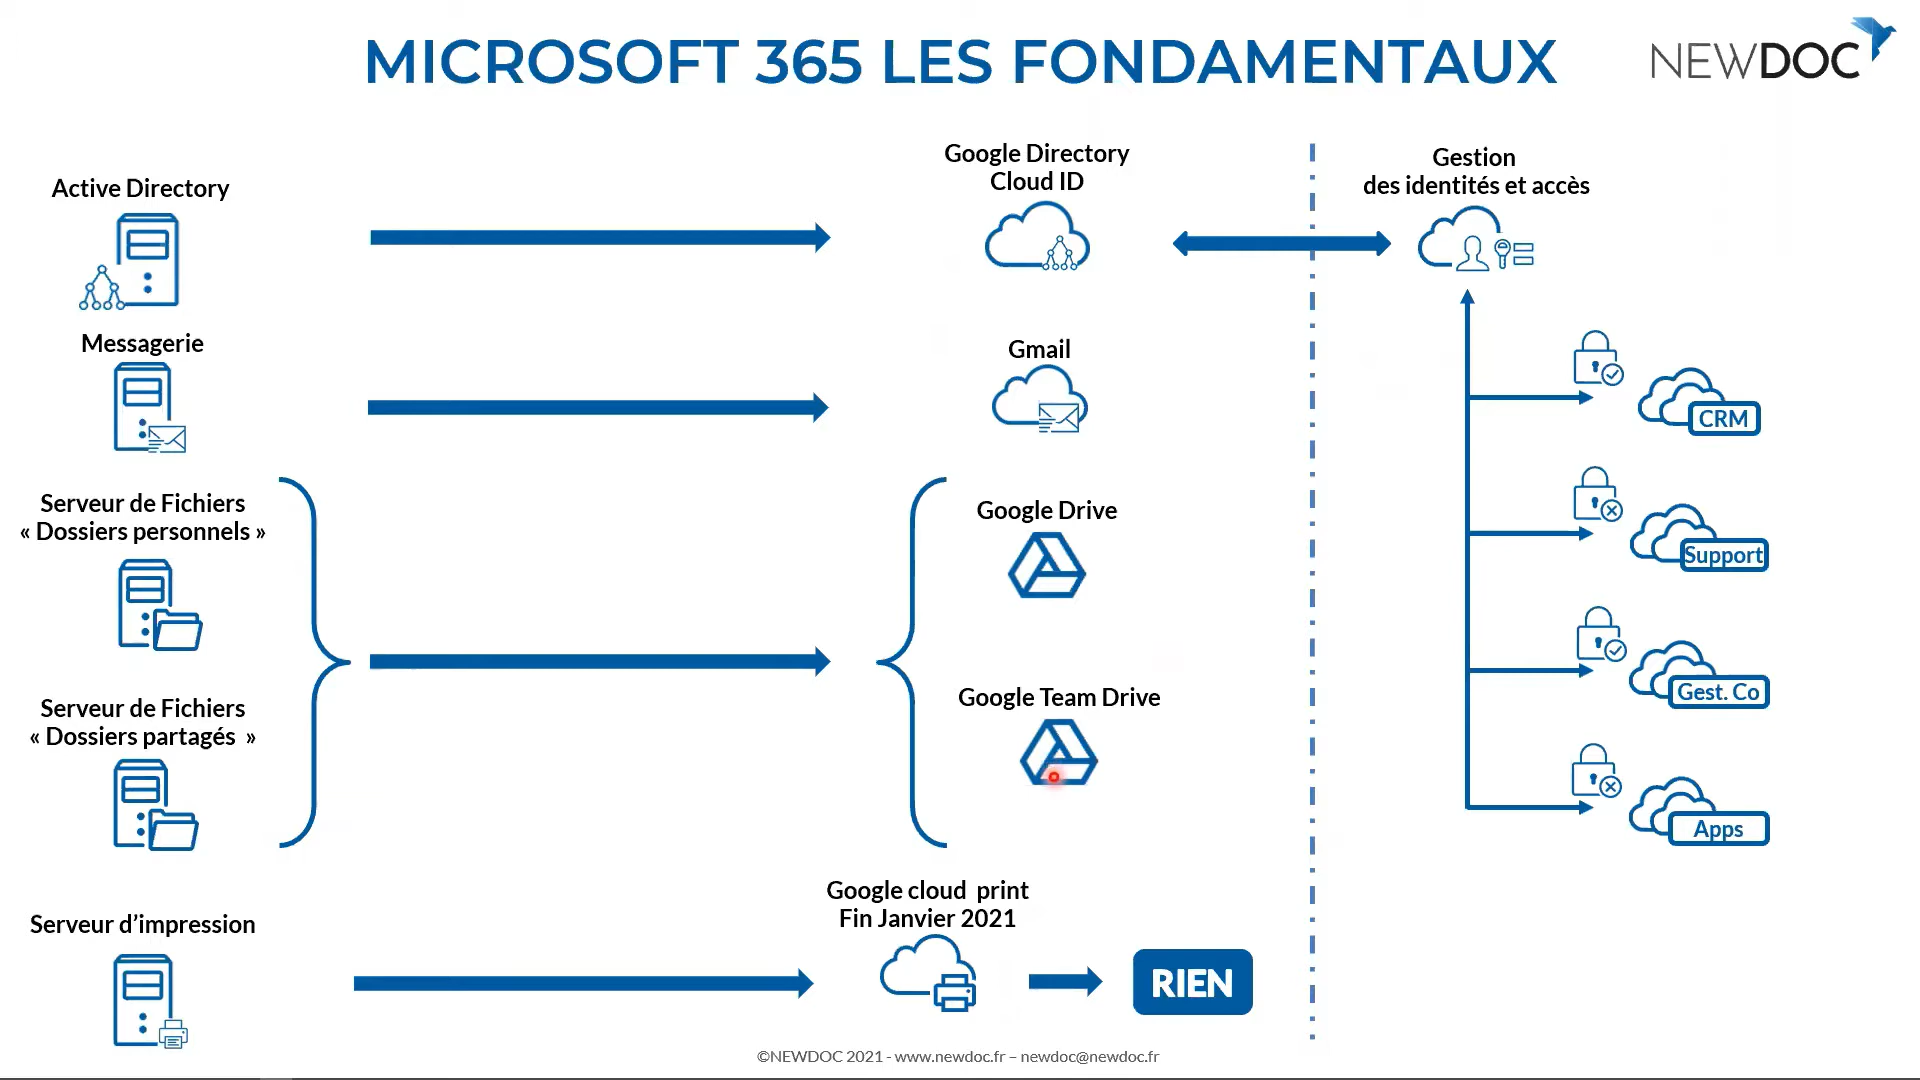 MICROSOFT 365 LES FONDAMENTAUX
NEWDOC
Active Directory
Google Directory
Cloud ID
Gestion
des identités et accès
Messagerie
Gmail
CRM
Serveur de Fichiers
« Dossiers personnels »
Google Drive
Support
Serveur de Fichiers
« Dossiers partagés »
Google Team Drive
Gest. Co
Apps
Serveur d’impression
Google cloud print
Fin Janvier 2021
RIEN
©NEWDOC 2021 - www.newdoc.fr – newdoc@newdoc.fr